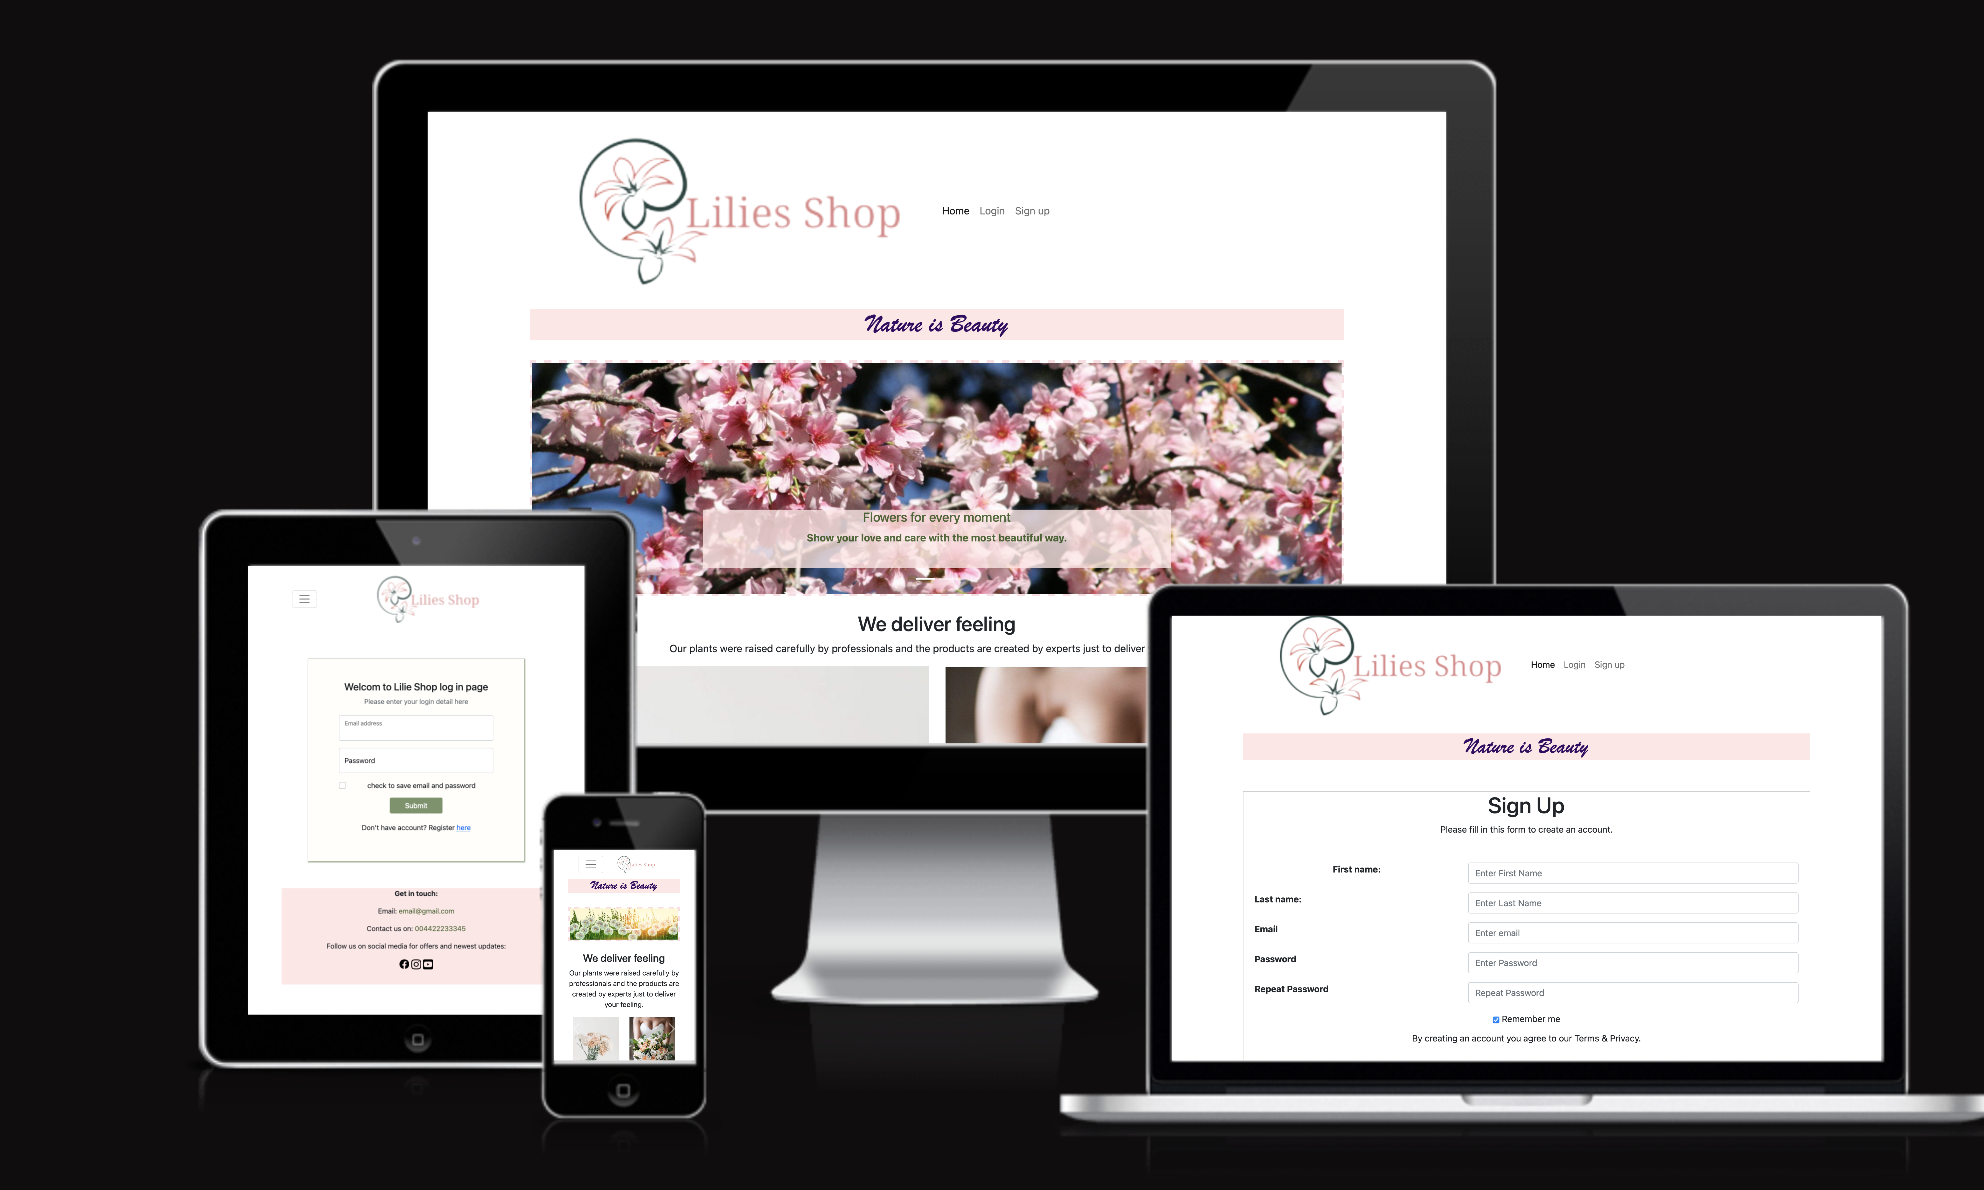 Lilies Shop
Home Login Sign up
Nature is Beauty
Flowers for every moment
Show your love and care with the most beautiful way.
We deliver feeling
Our plants were raised carefully by professionals and the products are created by experts just to deliver
Lilies Shop
Welcom to Lilie Shop log in page
Please enter your login detail here
Email address
Password
check to save email and password
Submit
Don't have account? Register here
Get in touch:
Email: email@gmail.com
Contact us on: 004422233345
Follow us on social media for offers and newest updates:
Lilies Shop
Nature is Beauty
We deliver feeling
Our plants were raised carefully by
professionals and the products are
created by experts just to deliver
your feeling.
Lilies Shop
Home Login Sign up
Nature is Beauty
Sign Up
Please fill in this form to create an account.
First name: Enter First Name
Last name: Enter Last Name
Email Enter email
Password Enter Password
Repeat Password Repeat Password
Remember me
By creating an account you agree to our Terms & Privacy.